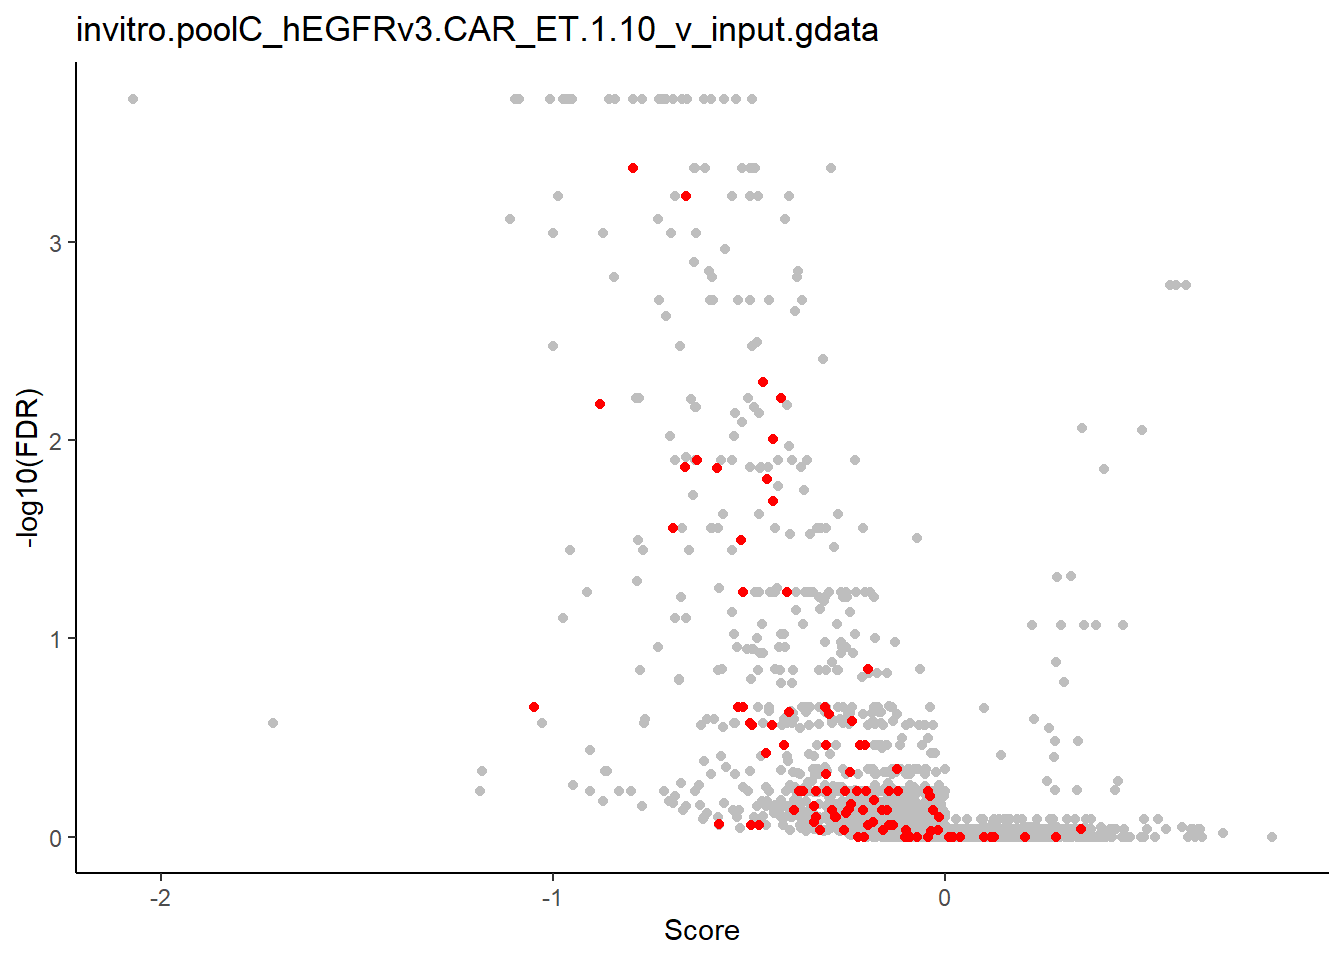 invitro.poolC_hEGFRv3.CAR_ET.1.10_v_input.gdata
3
2
1
0
-log10(FDR)
-2
-1
0
Score